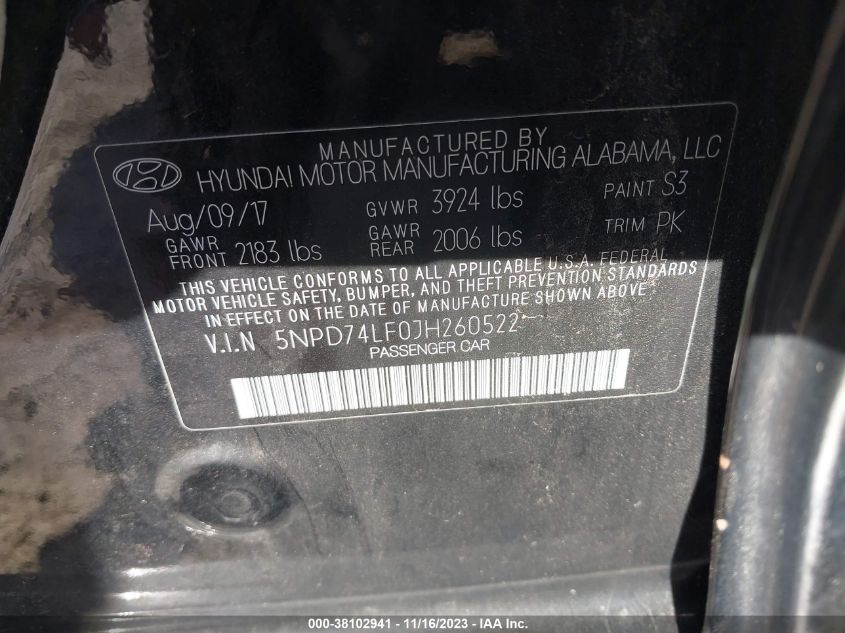 MANUFACTURED BY
HYUNDAI MOTOR MANUFACTURING ALABAMA, LLC
Aug/09/17 GVWR 3924 lbs PAINT S3
GAWR FRONT 2183 lbs GAWR REAR 2006 lbs TRIM PK
THIS VEHICLE CONFORMS TO ALL APPLICABLE U.S.A. FEDERAL
MOTOR VEHICLE SAFETY, BUMPER, AND THEFT PREVENTION STANDARDS
IN EFFECT ON THE DATE OF MANUFACTURE SHOWN ABOVE
V.I.N 5NPD74LF0JH260522
PASSENGER CAR
000-38102941 - 11/16/2023 - IAA Inc.